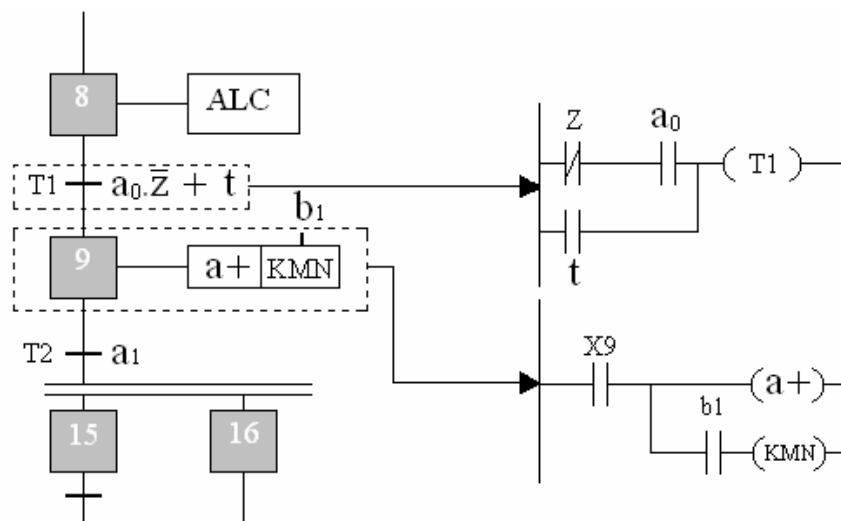 8
ALC
T1
a₀.z̅ + t
b₁
9
a+
KMN
T2
a₁
15
16
Z
a₀
T1
t
X9
a+
b1
KMN